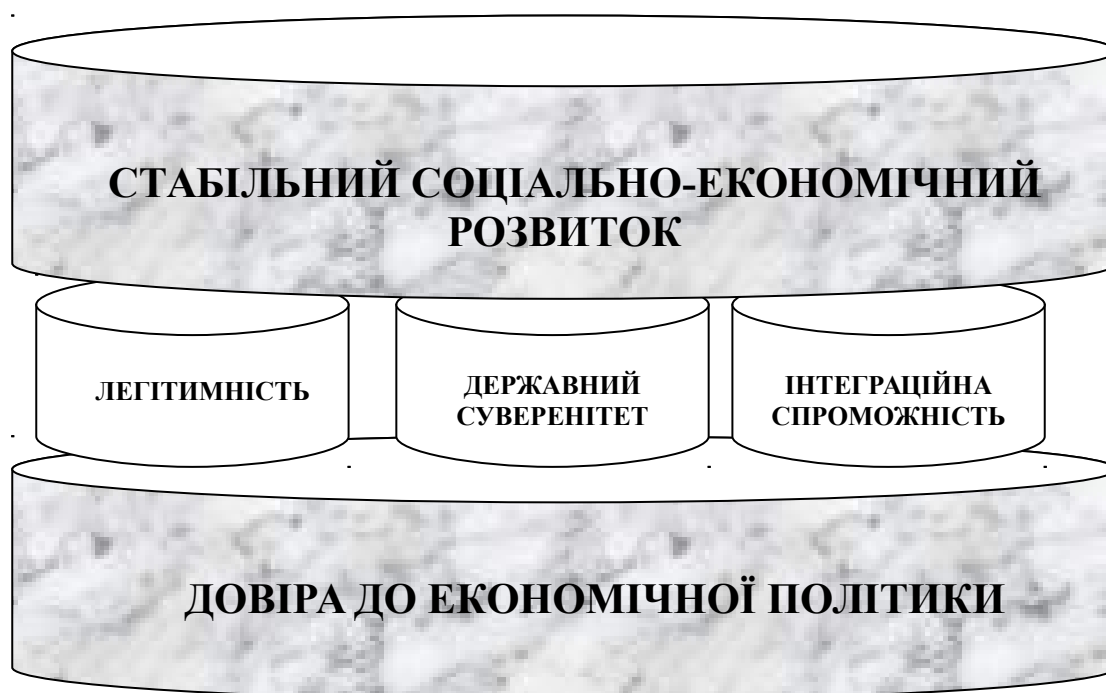 СТАБІЛЬНИЙ СОЦІАЛЬНО-ЕКОНОМІЧНИЙ
РОЗВИТОК
ЛЕГІТИМНІСТЬ
ДЕРЖАВНИЙ
СУВЕРЕНІТЕТ
ІНТЕГРАЦІЙНА
СПРОМОЖНІСТЬ
ДОВІРА ДО ЕКОНОМІЧНОЇ ПОЛІТИКИ